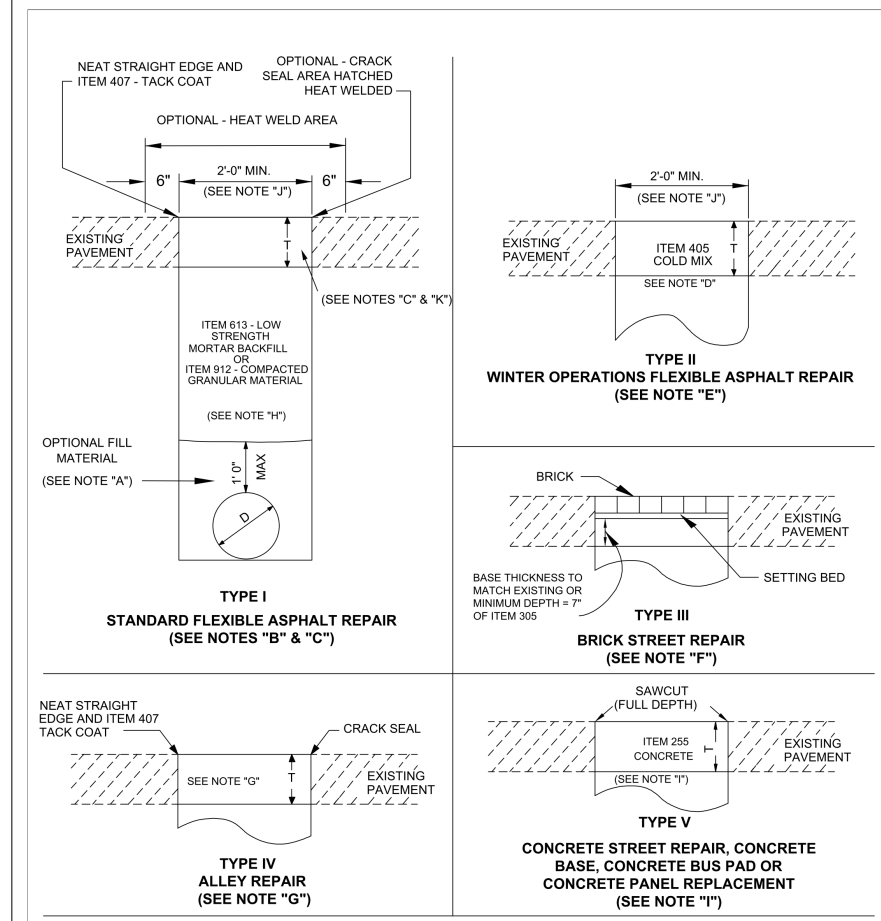 NEAT STRAIGHT EDGE AND
ITEM 407 - TACK COAT
OPTIONAL - CRACK
SEAL AREA HATCHED
HEAT WELDED
OPTIONAL - HEAT WELD AREA
6"
2'-0" MIN.
6"
(SEE NOTE "J")
EXISTING
PAVEMENT
T
(SEE NOTES "C" & "K")
ITEM 613 - LOW
STRENGTH
MORTAR BACKFILL
OR
ITEM 912 - COMPACTED
GRANULAR MATERIAL
(SEE NOTE "H")
OPTIONAL FILL
MATERIAL
(SEE NOTE "A")
1' 0"
MAX
D
TYPE I
STANDARD FLEXIBLE ASPHALT REPAIR
(SEE NOTES "B" & "C")
2'-0" MIN.
(SEE NOTE "J")
EXISTING
PAVEMENT
ITEM 405
COLD MIX
T
SEE NOTE "D"
TYPE II
WINTER OPERATIONS FLEXIBLE ASPHALT REPAIR
(SEE NOTE "E")
BRICK
EXISTING
PAVEMENT
SETTING BED
BASE THICKNESS TO
MATCH EXISTING OR
MINIMUM DEPTH = 7"
OF ITEM 305
TYPE III
BRICK STREET REPAIR
(SEE NOTE "F")
NEAT STRAIGHT
EDGE AND ITEM 407
TACK COAT
CRACK SEAL
SEE NOTE "G"
T
EXISTING
PAVEMENT
TYPE IV
ALLEY REPAIR
(SEE NOTE "G")
SAWCUT
(FULL DEPTH)
ITEM 255
CONCRETE
T
EXISTING
PAVEMENT
(SEE NOTE "I")
TYPE V
CONCRETE STREET REPAIR, CONCRETE
BASE, CONCRETE BUS PAD OR
CONCRETE PANEL REPLACEMENT
(SEE NOTE "I")